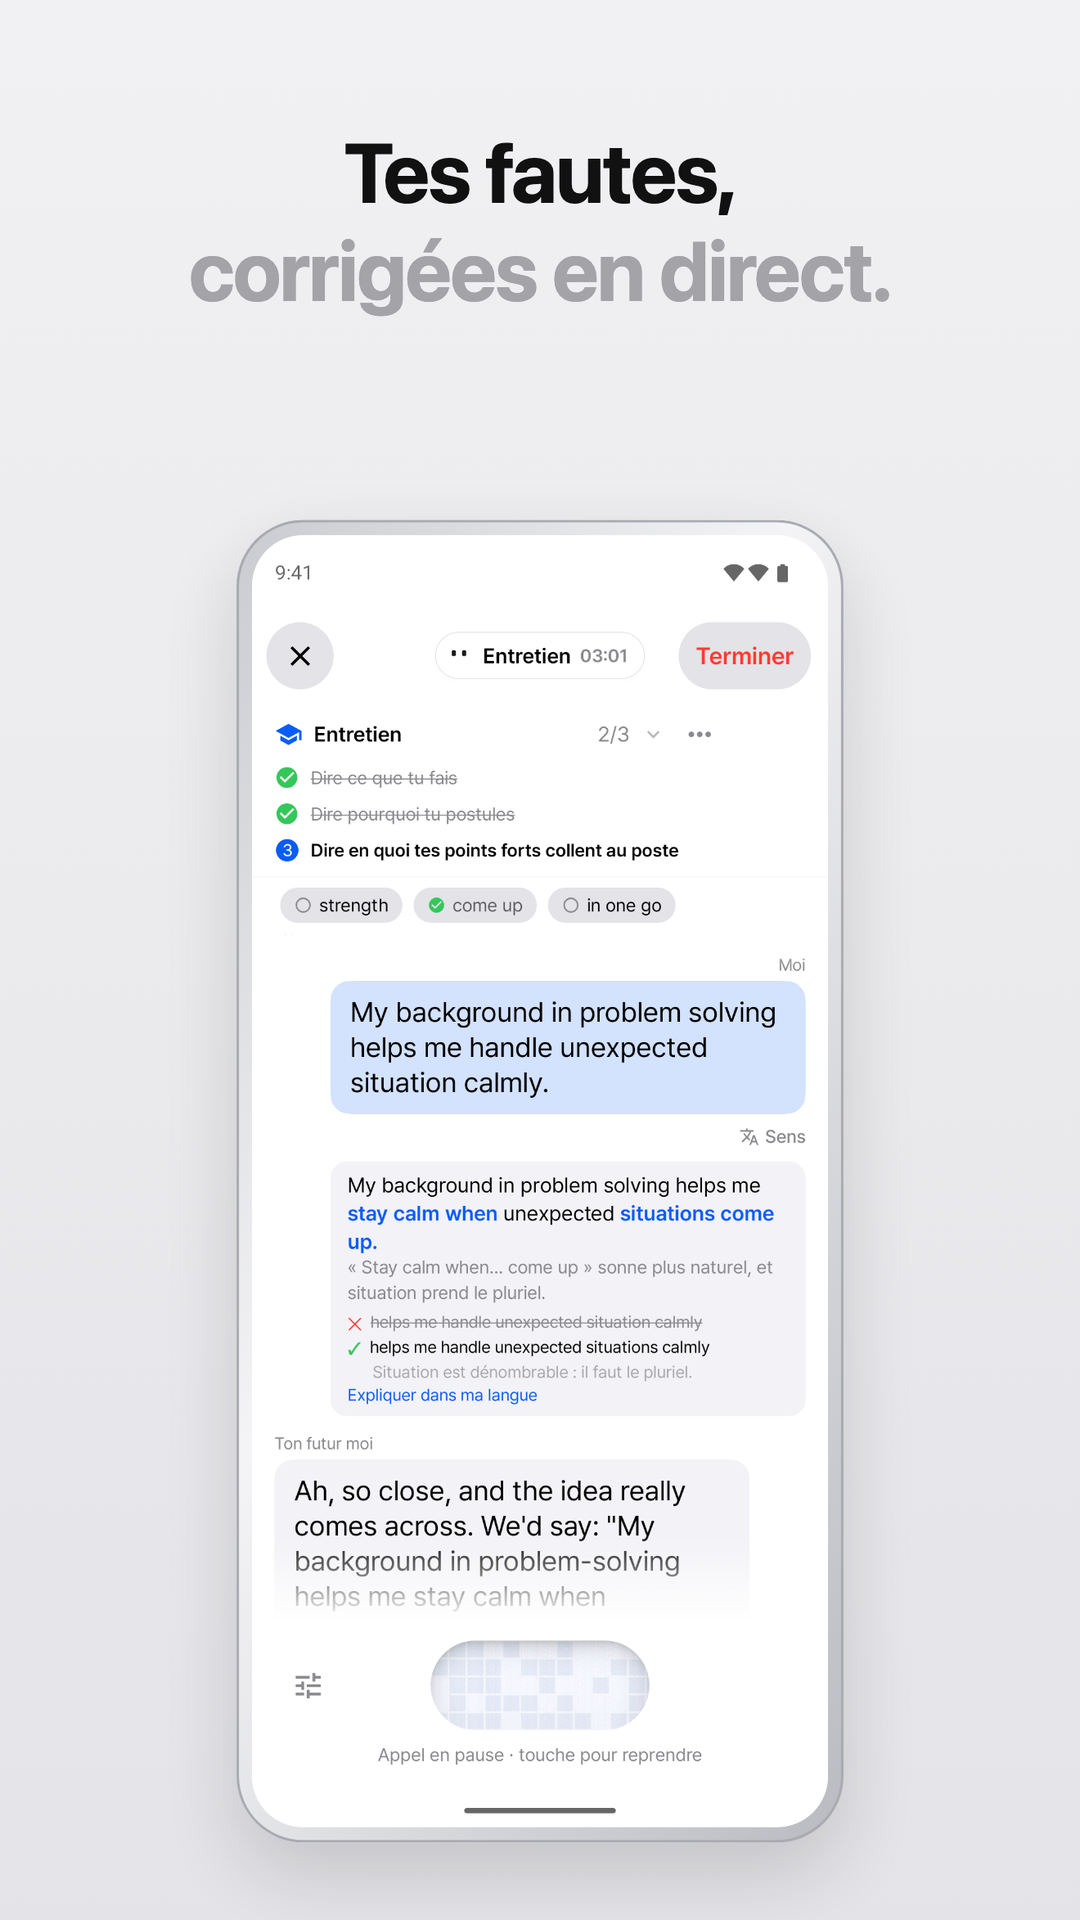 Tes fautes,
corrigées en direct.
9:41
Entretien 03:01
Terminer
Entretien
2/3
Dire ce que tu fais
Dire pourquoi tu postules
3 Dire en quoi tes points forts collent au poste
strength
come up
in one go
Moi
My background in problem solving
helps me handle unexpected
situation calmly.
Sens
My background in problem solving helps me
stay calm when unexpected situations come
up.
« Stay calm when... come up » sonne plus naturel, et
situation prend le pluriel.
helps me handle unexpected situation calmly
helps me handle unexpected situations calmly
Situation est dénombrable : il faut le pluriel.
Expliquer dans ma langue
Ton futur moi
Ah, so close, and the idea really
comes across. We'd say: "My
background in problem-solving
helps me stay calm when
Appel en pause · touche pour reprendre